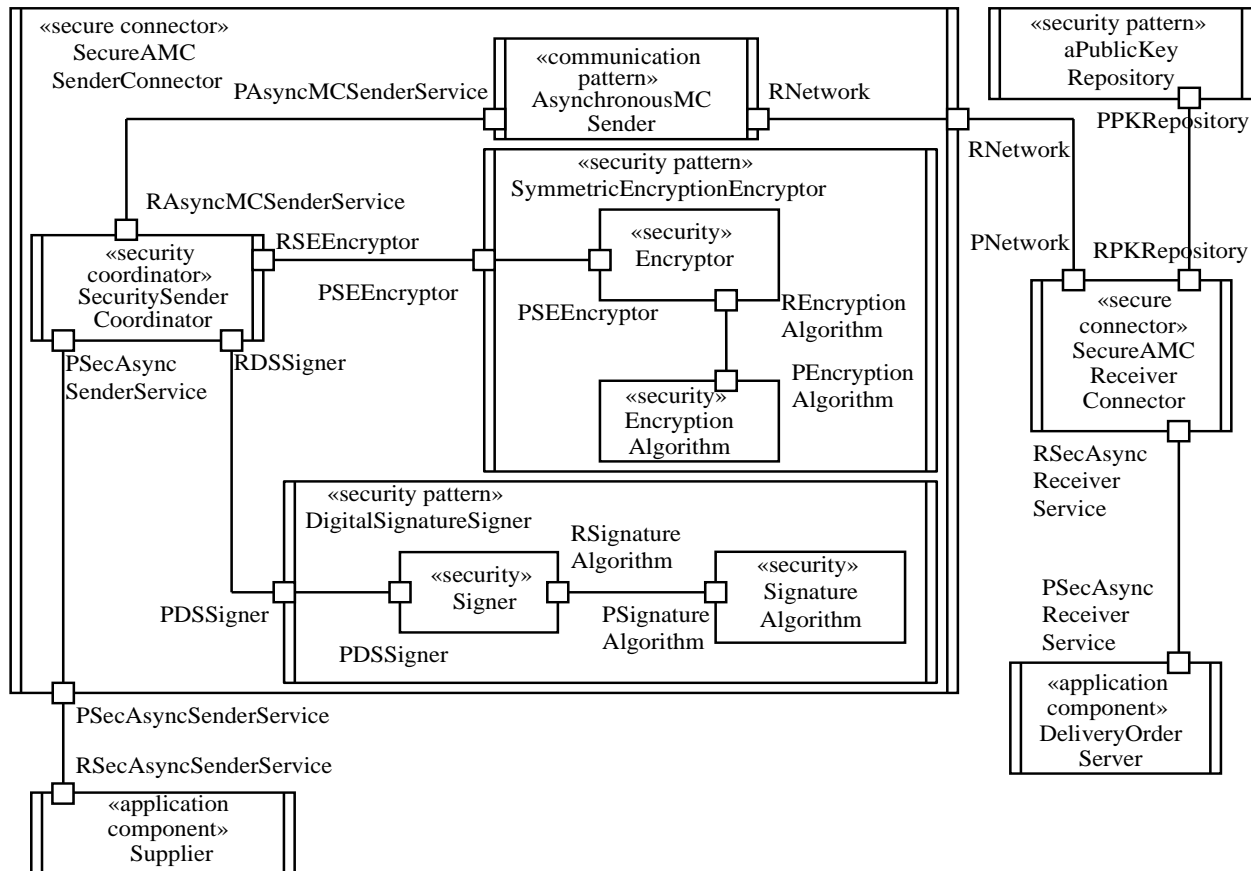 «secure connector»
SecureAMC
SenderConnector
«communication
pattern»
AsynchronousMC
Sender
PAsyncMCSenderService
RNetwork
«security pattern»
aPublicKey
Repository
PPKRepository
RNetwork
«security pattern»
SymmetricEncryptionEncryptor
RAsyncMCSenderService
«security
coordinator»
SecuritySender
Coordinator
RSEEncryptor
PSEEncryptor
«security»
Encryptor
PSEEncryptor
REncryption
Algorithm
PEncryption
Algorithm
«security»
Encryption
Algorithm
PNetwork
RPKRepository
«secure
connector»
SecureAMC
Receiver
Connector
PSecAsync
SenderService
RDSSigner
RSecAsync
Receiver
Service
«security pattern»
DigitalSignatureSigner
RSignature
Algorithm
«security»
Signer
«security»
Signature
Algorithm
PDSSigner
PSignature
Algorithm
PDSSigner
PSecAsync
Receiver
Service
«application
component»
DeliveryOrder
Server
PSecAsyncSenderService
RSecAsyncSenderService
«application
component»
Supplier